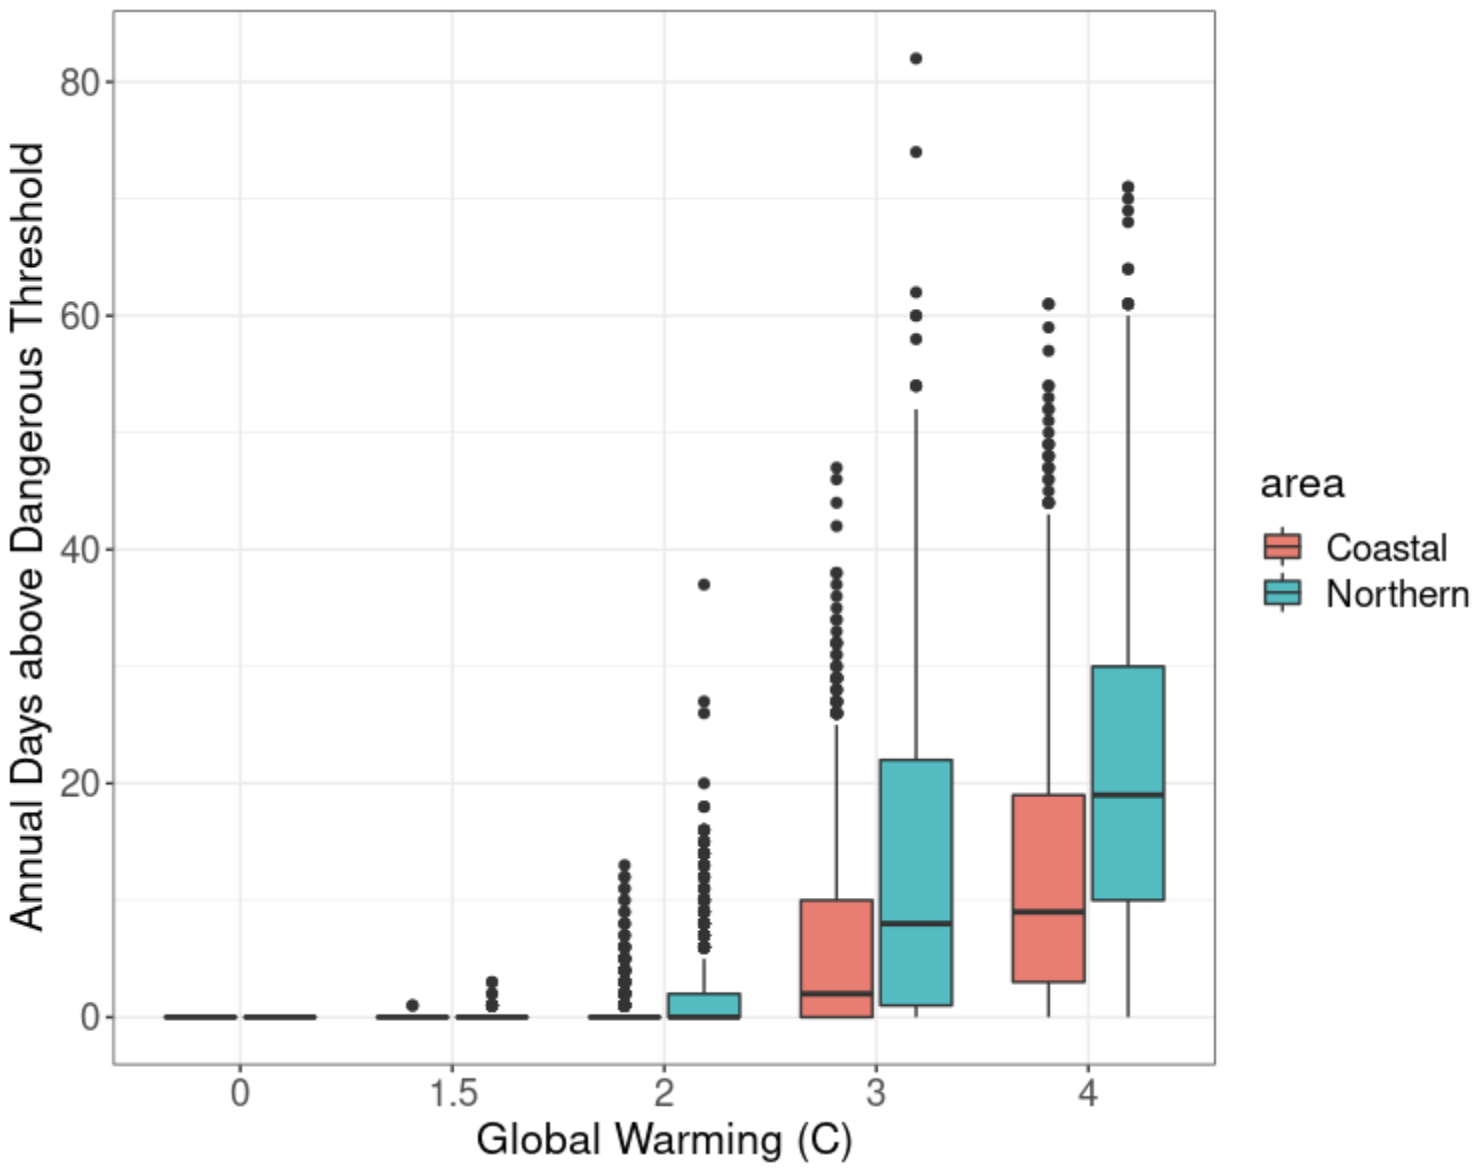 Annual Days above Dangerous Threshold
80
60
40
20
0
0 1.5 2 3 4
Global Warming (C)
area
Coastal
Northern